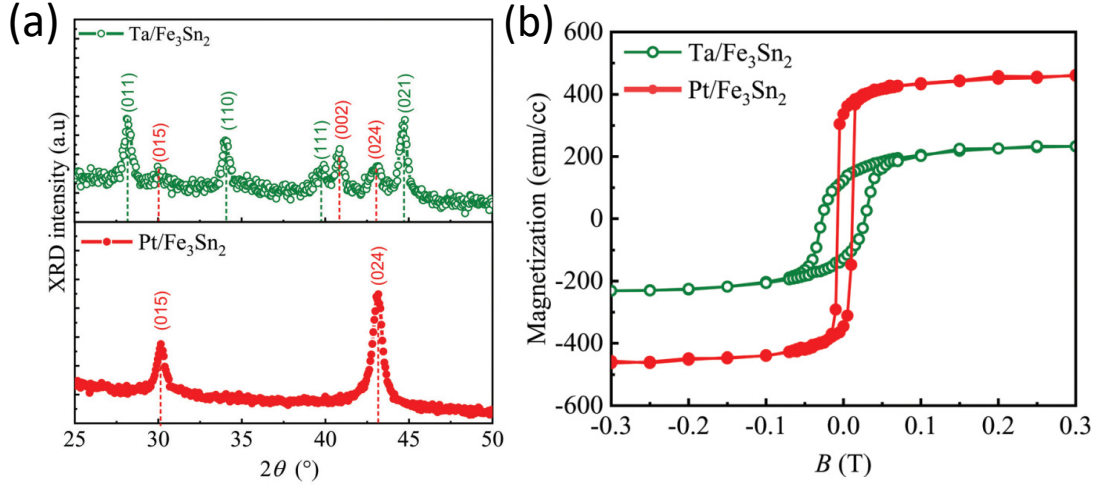 (a)
Ta/Fe₃Sn₂
XRD intensity (a.u)
(011)
(015)
(110)
(111)
(002)
(024)
(021)
Pt/Fe₃Sn₂
(015)
(024)
25 30 35 40 45 50
2θ (°)
(b)
Ta/Fe₃Sn₂
Pt/Fe₃Sn₂
Magnetization (emu/cc)
600
400
200
0
-200
-400
-600
-0.3 -0.2 -0.1 0.0 0.1 0.2 0.3
B (T)